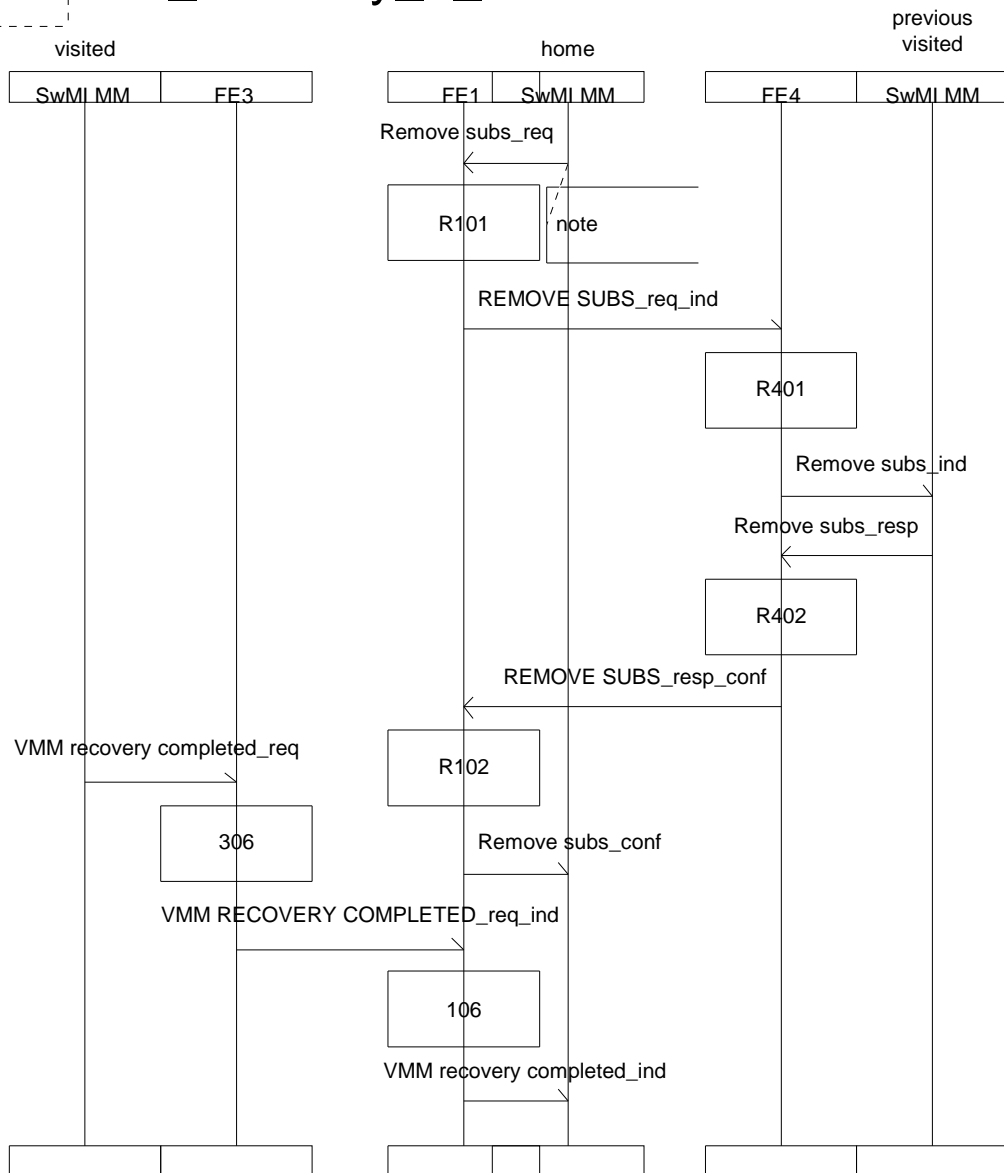 previous
visited home visited
SwMI MM FE3 FE1 SwMI MM FE4 SwMI MM
Remove subs_req
R101 note
REMOVE SUBS_req_ind
R401
Remove subs_ind
Remove subs_resp
R402
REMOVE SUBS_resp_conf
VMM recovery completed_req
R102
306
Remove subs_conf
VMM RECOVERY COMPLETED_req_ind
106
VMM recovery completed_ind